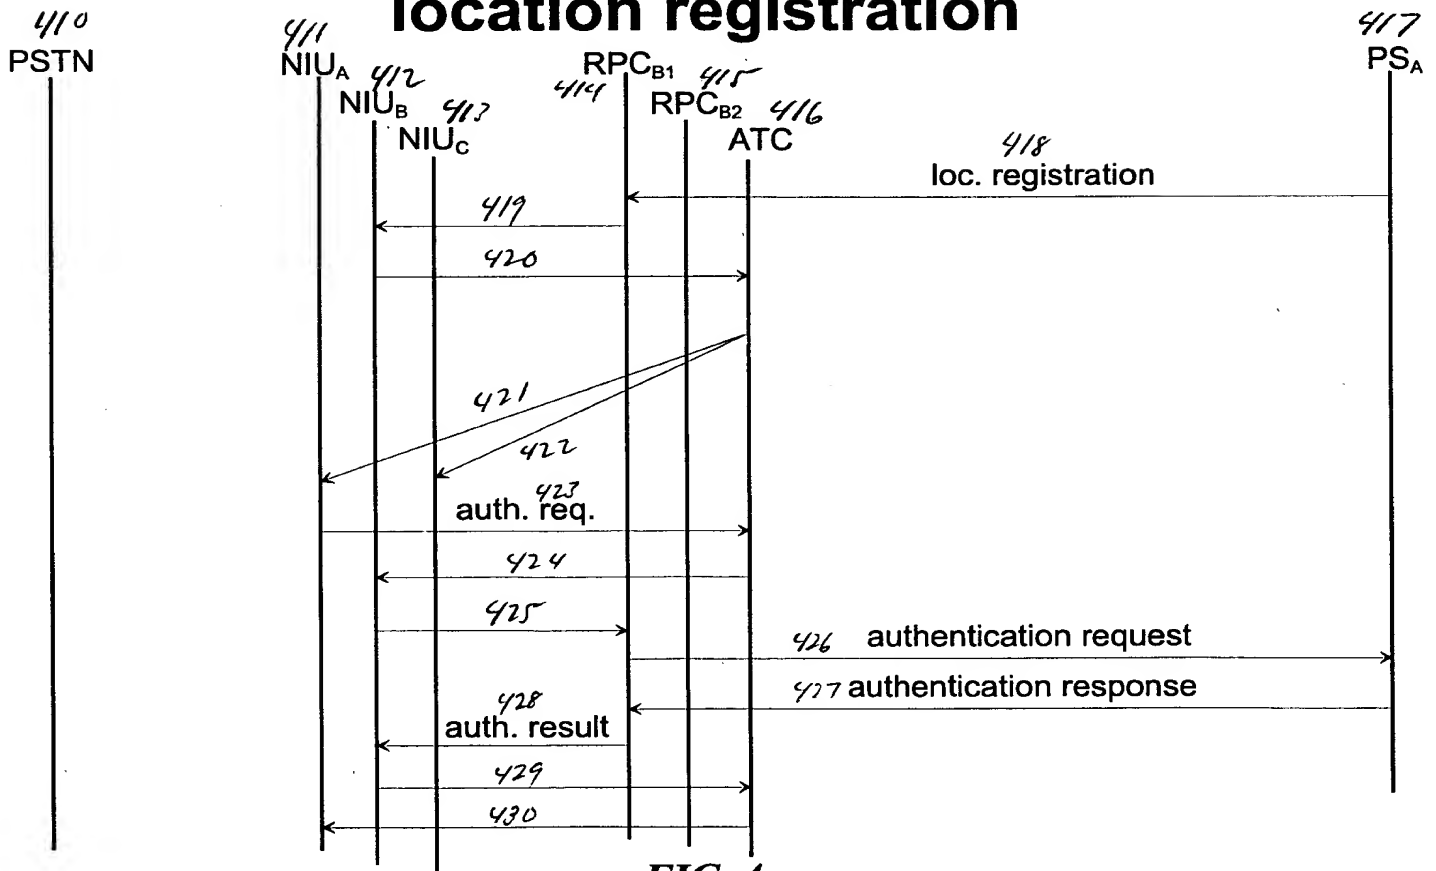 location registration
410 411 417
PSTN NIUA RPCB1 PSA
412 414 415
NIUB RPCB2
413 416
NIUC ATC
418
loc. registration
419
420
421
422
423
auth. req.
424
425
426 authentication request
427 authentication response
428
auth. result
429
430